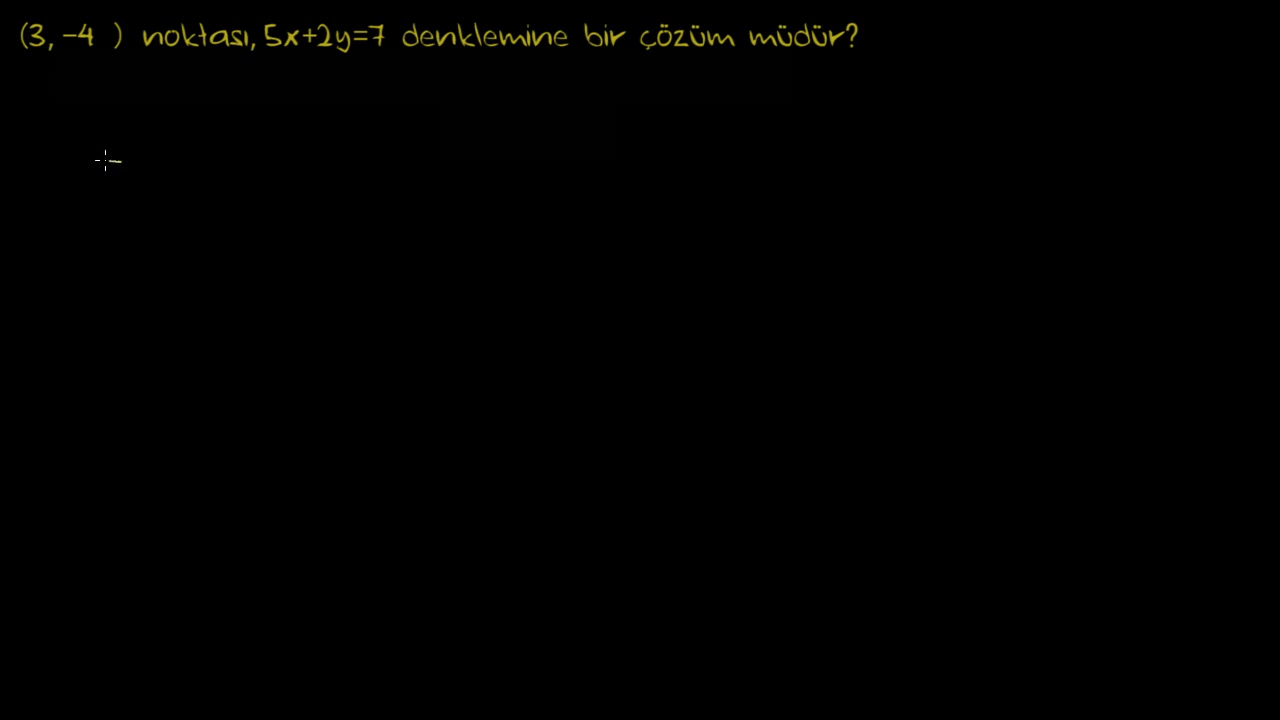 (3, -4 ) noktası, 5x+2y=7 denklemine bir çözüm müdür?